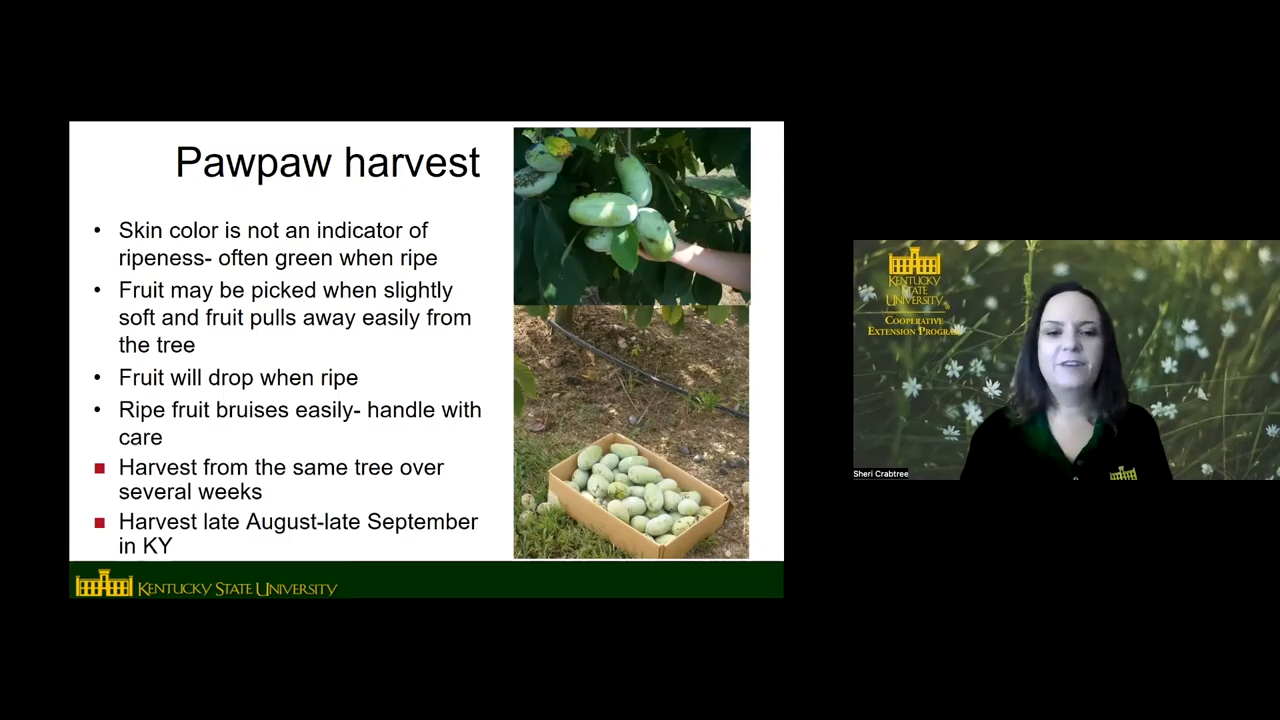 Pawpaw harvest
• Skin color is not an indicator of
ripeness- often green when ripe
• Fruit may be picked when slightly
soft and fruit pulls away easily from
the tree
• Fruit will drop when ripe
• Ripe fruit bruises easily- handle with
care
■ Harvest from the same tree over
several weeks
■ Harvest late August-late September
in KY
KENTUCKY STATE UNIVERSITY
KENTUCKY
STATE
UNIVERSITY
COOPERATIVE
EXTENSION PROGRAM
Sheri Crabtree